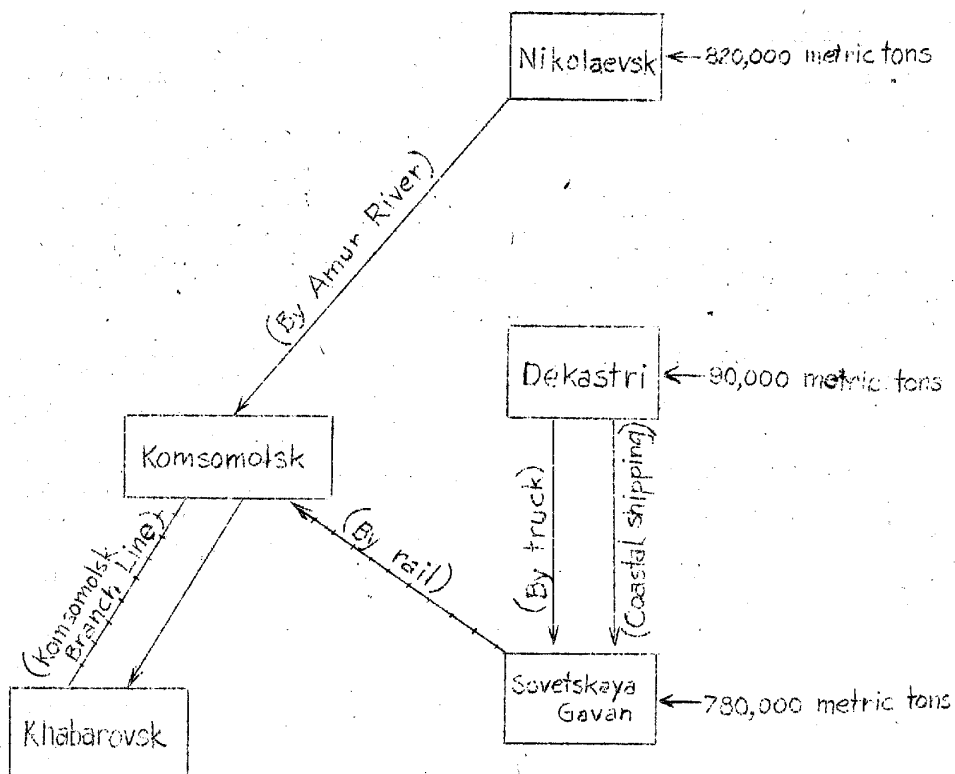 Nikolaevsk
820,000 metric tons
(By Amur River)
Dekastri
90,000 metric tons
Komsomolsk
(By truck)
(Coastal shipping)
(By rail)
(Komsomolsk
Branch Line)
Sovetskaya
Gavan
780,000 metric tons
Khabarovsk